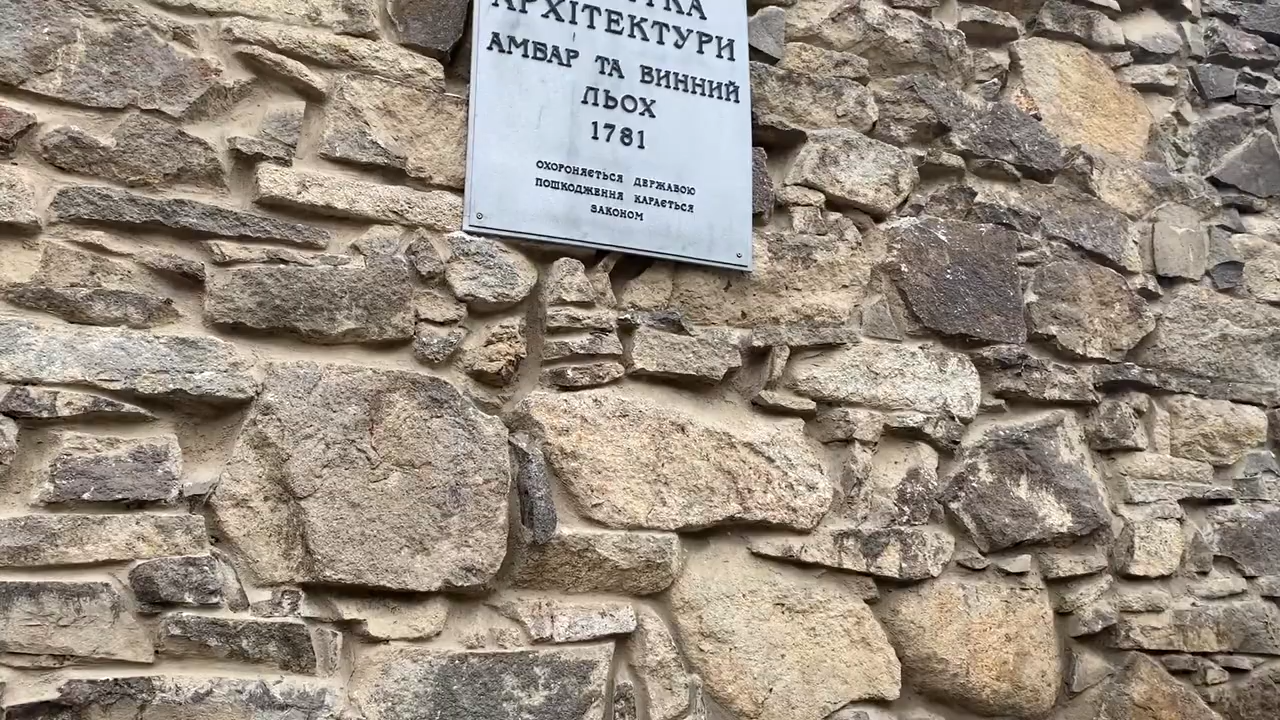 АРХІТЕКТУРИ
АМБАР ТА ВИННИЙ
ЛЬОХ
1781
ОХОРОНЯЄТЬСЯ ДЕРЖАВОЮ
ПОШКОДЖЕННЯ КАРАЄТЬСЯ
ЗАКОНОМ